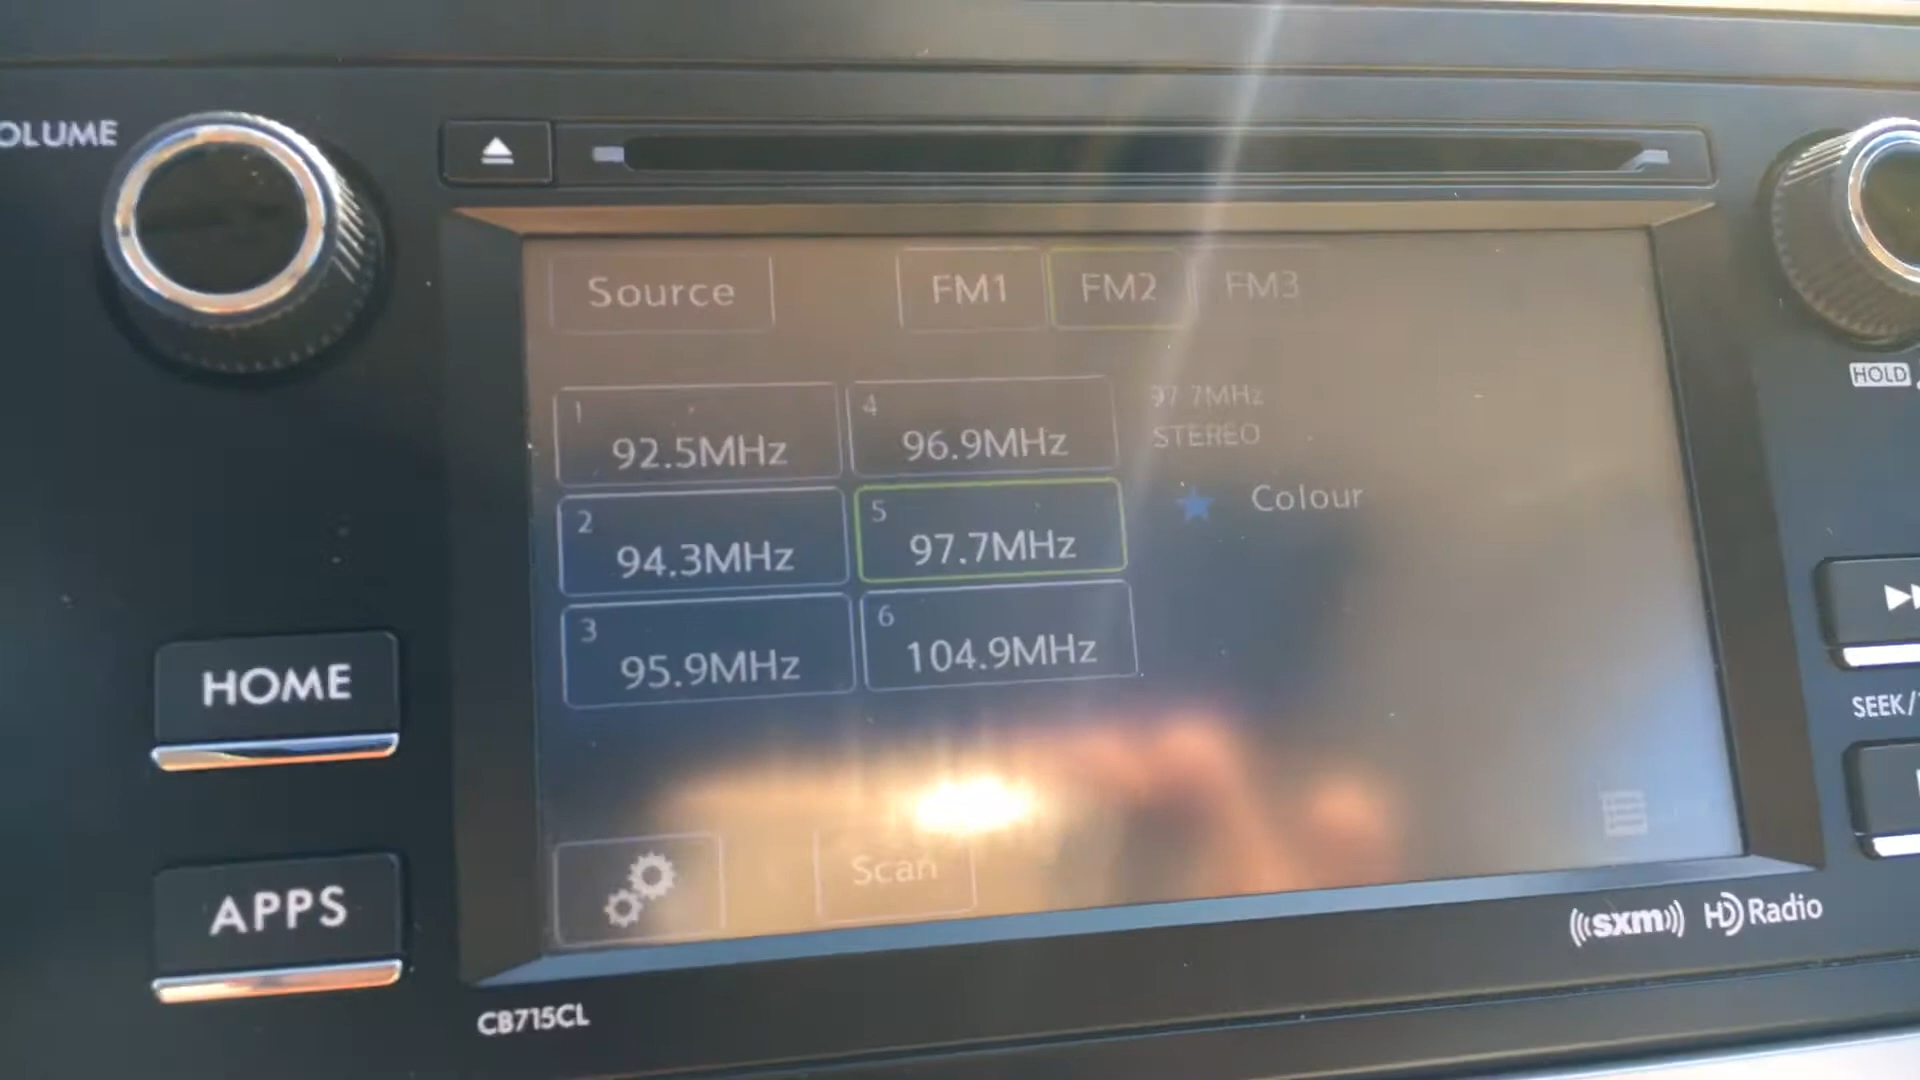 OLUME
Source
FM1
FM2
FM3
1
92.5MHz
4
96.9MHz
97.7MHz
STEREO
2
94.3MHz
5
97.7MHz
Colour
3
95.9MHz
6
104.9MHz
Scan
HOME
APPS
HOLD
SEEK/
((sxm)) HD Radio
CB715CL